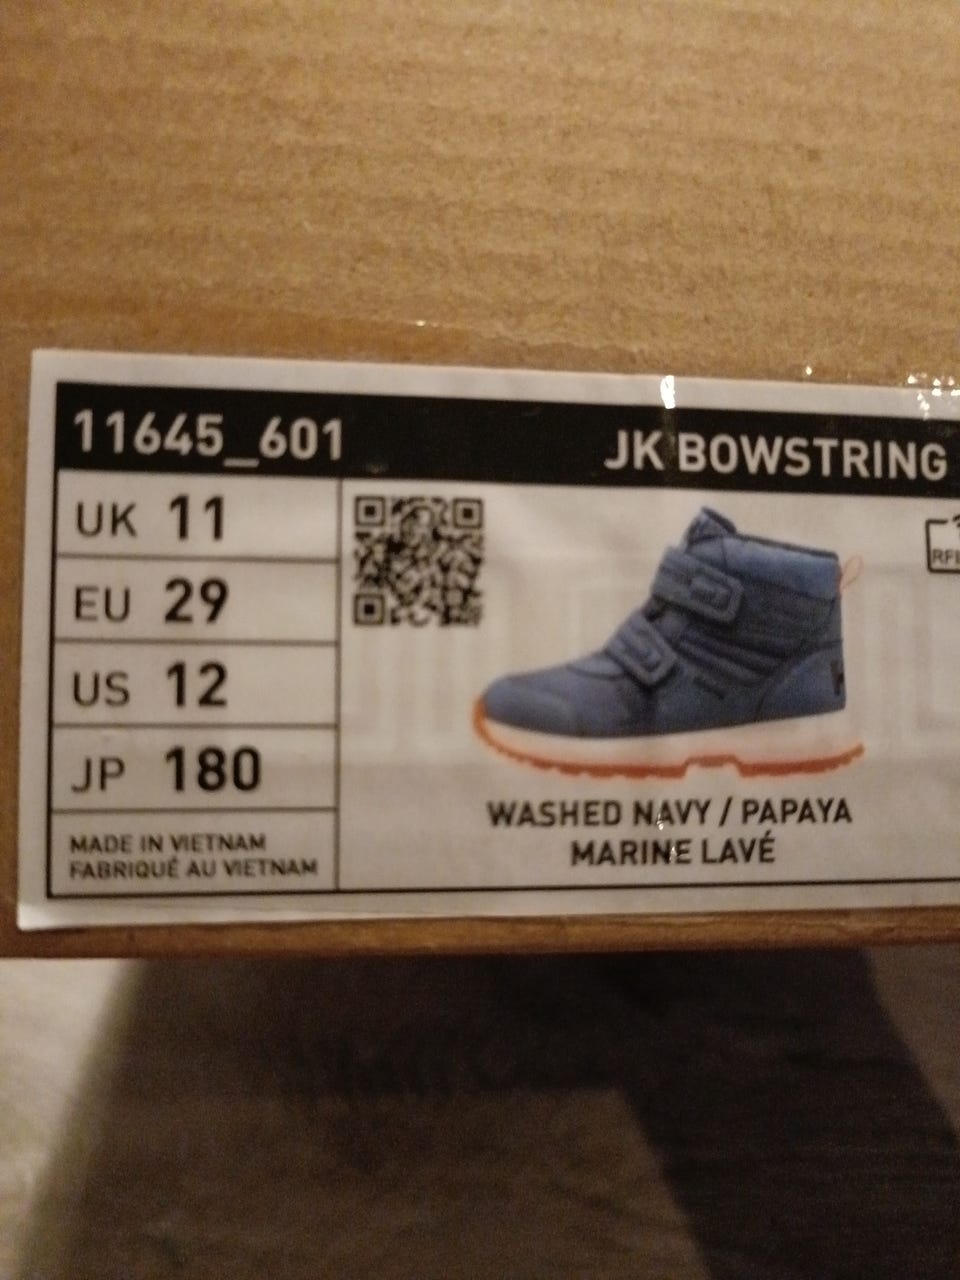 11645_601 JK BOWSTRING
UK 11
EU 29
US 12
JP 180
MADE IN VIETNAM
FABRIQUÉ AU VIETNAM
WASHED NAVY / PAPAYA
MARINE LAVÉ